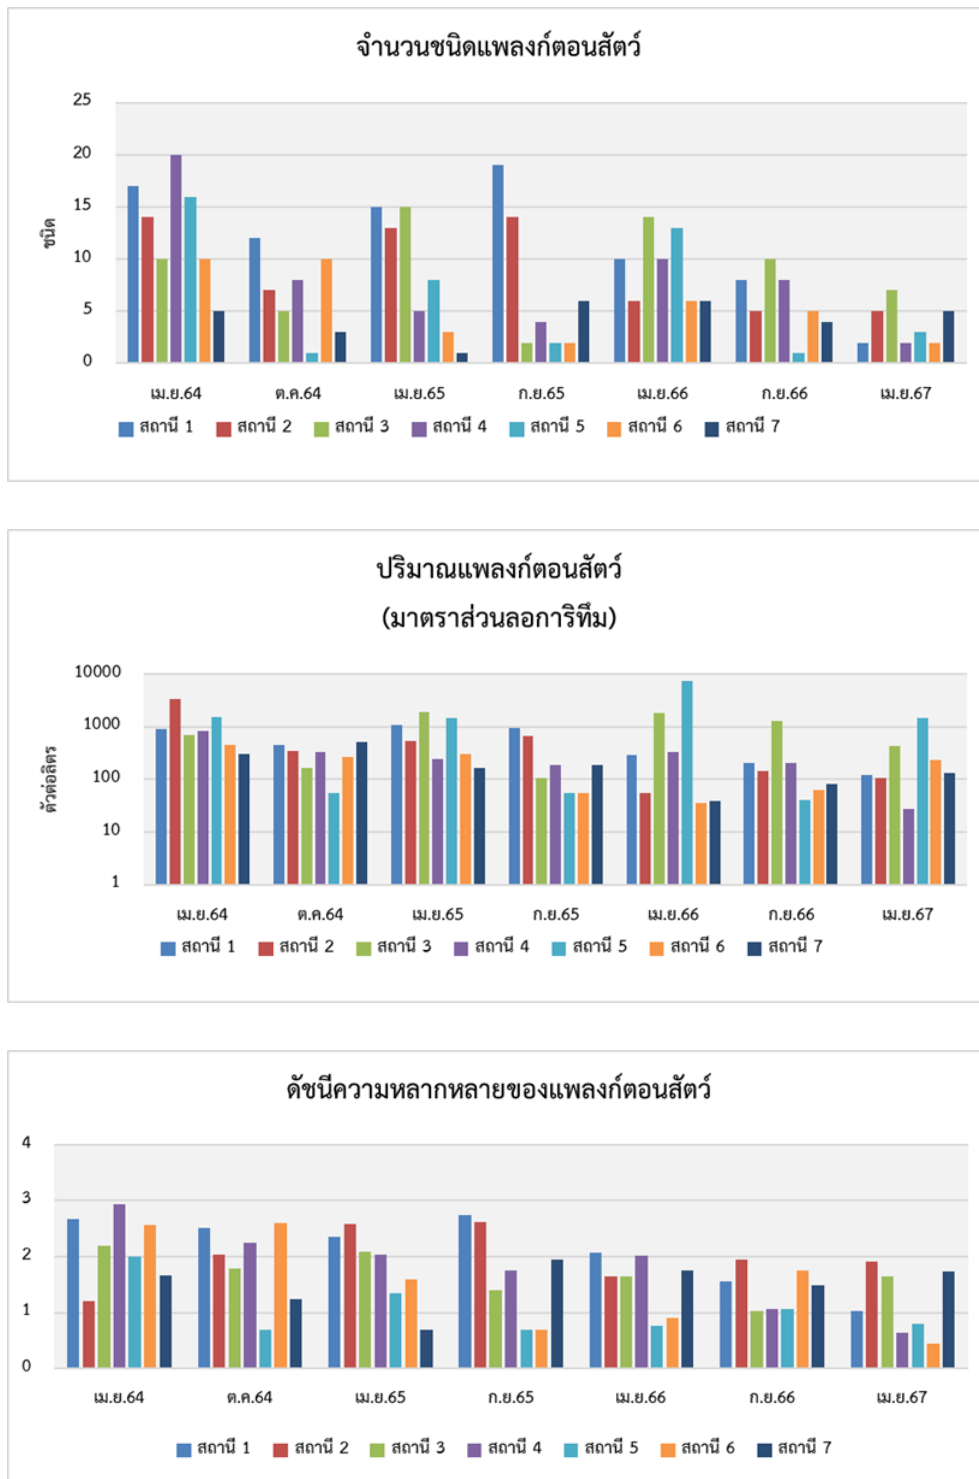 จำนวนชนิดแพลงก์ตอนสัตว์
25
20
15
10
5
0
ชนิด
เม.ย.64 ต.ค.64 เม.ย.65 ก.ย.65 เม.ย.66 ก.ย.66 เม.ย.67
สถานี 1 สถานี 2 สถานี 3 สถานี 4 สถานี 5 สถานี 6 สถานี 7
ปริมาณแพลงก์ตอนสัตว์
(มาตราส่วนลอการิทึม)
10000
1000
100
10
1
ตัวต่อลิตร
เม.ย.64 ต.ค.64 เม.ย.65 ก.ย.65 เม.ย.66 ก.ย.66 เม.ย.67
สถานี 1 สถานี 2 สถานี 3 สถานี 4 สถานี 5 สถานี 6 สถานี 7
ดัชนีความหลากหลายของแพลงก์ตอนสัตว์
4
3
2
1
0
เม.ย.64 ต.ค.64 เม.ย.65 ก.ย.65 เม.ย.66 ก.ย.66 เม.ย.67
สถานี 1 สถานี 2 สถานี 3 สถานี 4 สถานี 5 สถานี 6 สถานี 7